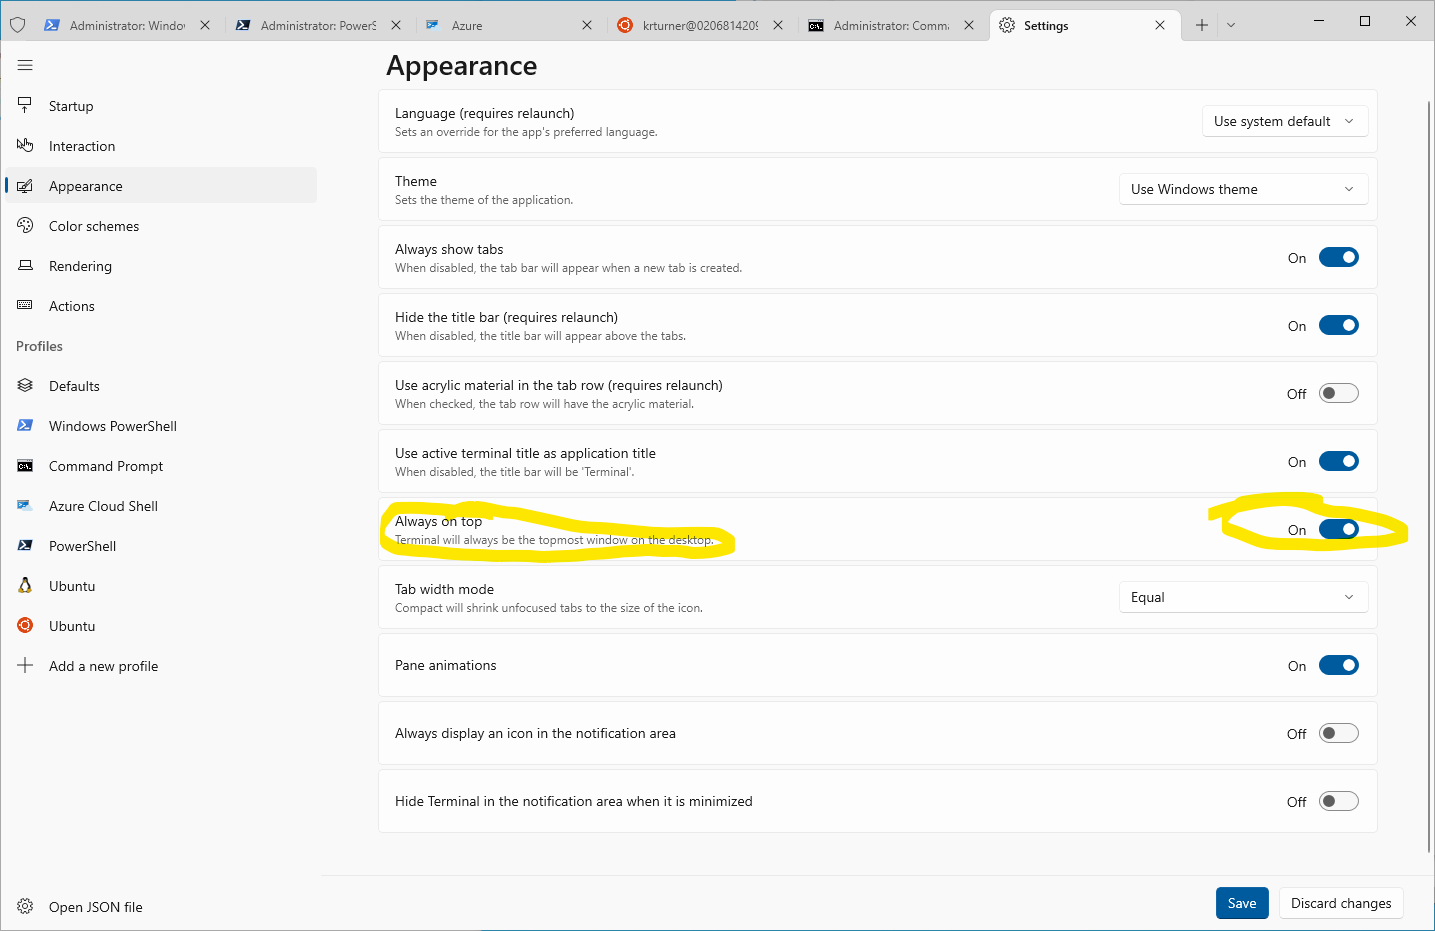 Administrator: Windov
Administrator: PowerS
Azure
krturner@0206814209
Administrator: Comma
Settings
Appearance
Startup
Interaction
Appearance
Color schemes
Rendering
Actions
Profiles
Defaults
Windows PowerShell
Command Prompt
Azure Cloud Shell
PowerShell
Ubuntu
Ubuntu
Add a new profile
Open JSON file
Language (requires relaunch)
Sets an override for the app's preferred language.
Use system default
Theme
Sets the theme of the application.
Use Windows theme
Always show tabs
When disabled, the tab bar will appear when a new tab is created.
On
Hide the title bar (requires relaunch)
When disabled, the title bar will appear above the tabs.
On
Use acrylic material in the tab row (requires relaunch)
When checked, the tab row will have the acrylic material.
Off
Use active terminal title as application title
When disabled, the title bar will be 'Terminal'.
On
Always on top
Terminal will always be the topmost window on the desktop.
On
Tab width mode
Compact will shrink unfocused tabs to the size of the icon.
Equal
Pane animations
On
Always display an icon in the notification area
Off
Hide Terminal in the notification area when it is minimized
Off
Save
Discard changes